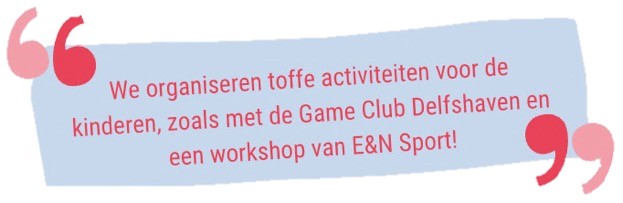 We organiseren toffe activiteiten voor de
kinderen, zoals met de Game Club Delfshaven en
een workshop van E&N Sport!